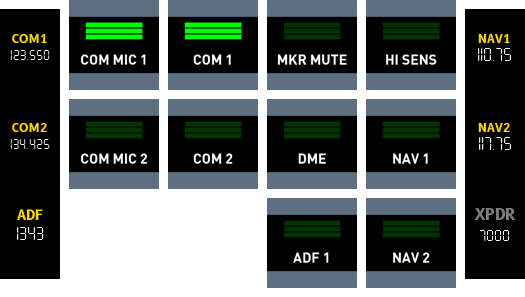 COM1
123.550
COM MIC 1
COM 1
MKR MUTE
HI SENS
NAV1
110.75
COM2
134.425
COM MIC 2
COM 2
DME
NAV 1
NAV2
117.75
ADF
1343
ADF 1
NAV 2
XPDR
7000